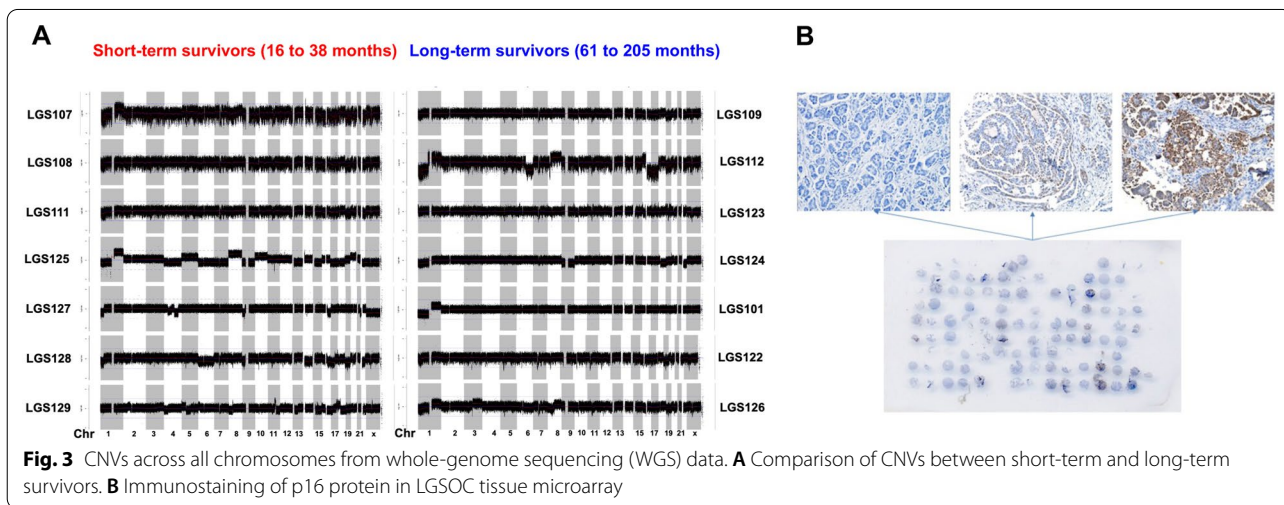 A
B
Short-term survivors (16 to 38 months) Long-term survivors (61 to 205 months)
LGS107
LGS109
LGS108
LGS112
LGS111
LGS123
LGS125
LGS124
LGS127
LGS101
LGS128
LGS122
LGS129
LGS126
Chr 1 2 3 4 5 6 7 8 9 10 11 12 13 15 17 19 21 x 1 2 3 4 5 6 7 8 9 10 11 12 13 15 17 19 21 x
Fig. 3 CNVs across all chromosomes from whole-genome sequencing (WGS) data. A Comparison of CNVs between short-term and long-term
survivors. B Immunostaining of p16 protein in LGSOC tissue microarray